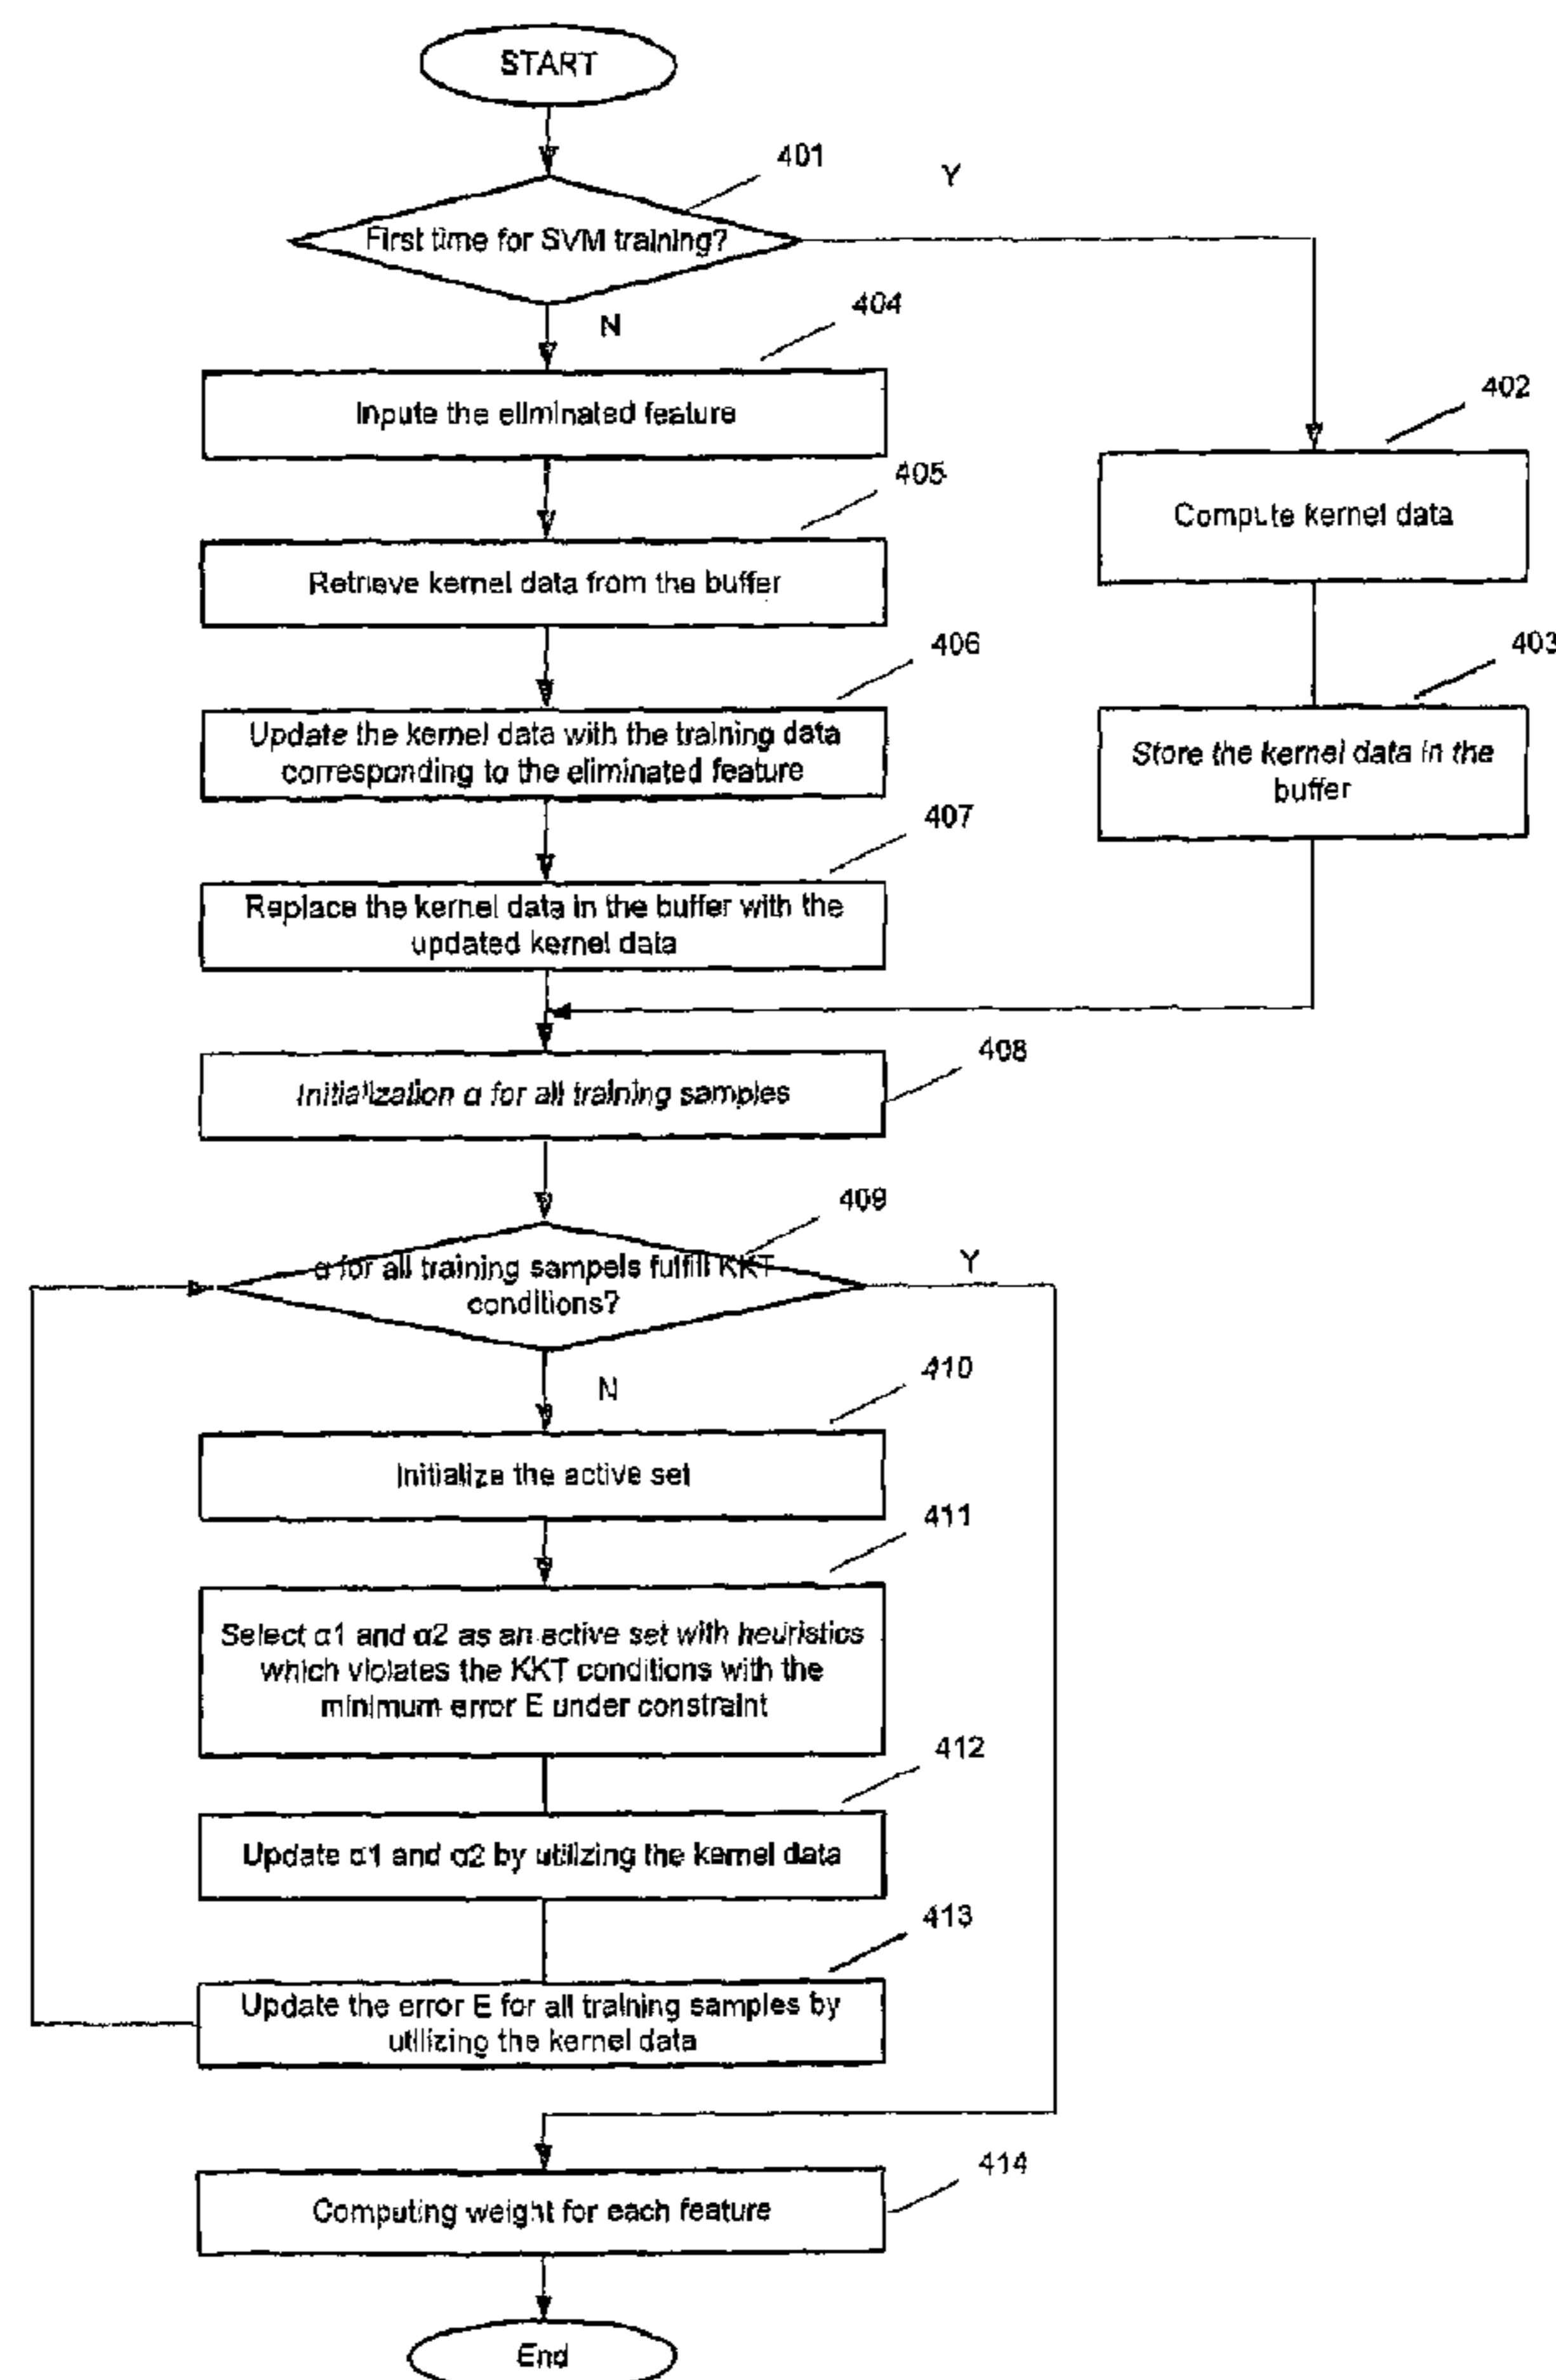 START
401
Y
First time for SVM training?
N
404
Inpute the eliminated feature
402
Compute kernel data
405
Retrieve kernel data from the buffer
403
Store the kernel data in the
buffer
406
Update the kernel data with the training data
corresponding to the eliminated feature
407
Replace the kernel data in the buffer with the
updated kernel data
408
Initialization α for all training samples
409
α for all training sampels fulfill KKT
conditions?
Y
N
410
Initialize the active set
411
Select α1 and α2 as an active set with heuristics
which violates the KKT conditions with the
minimum error E under constraint
412
Update α1 and α2 by utilizing the kernel data
413
Update the error E for all training samples by
utilizing the kernel data
414
Computing weight for each feature
End